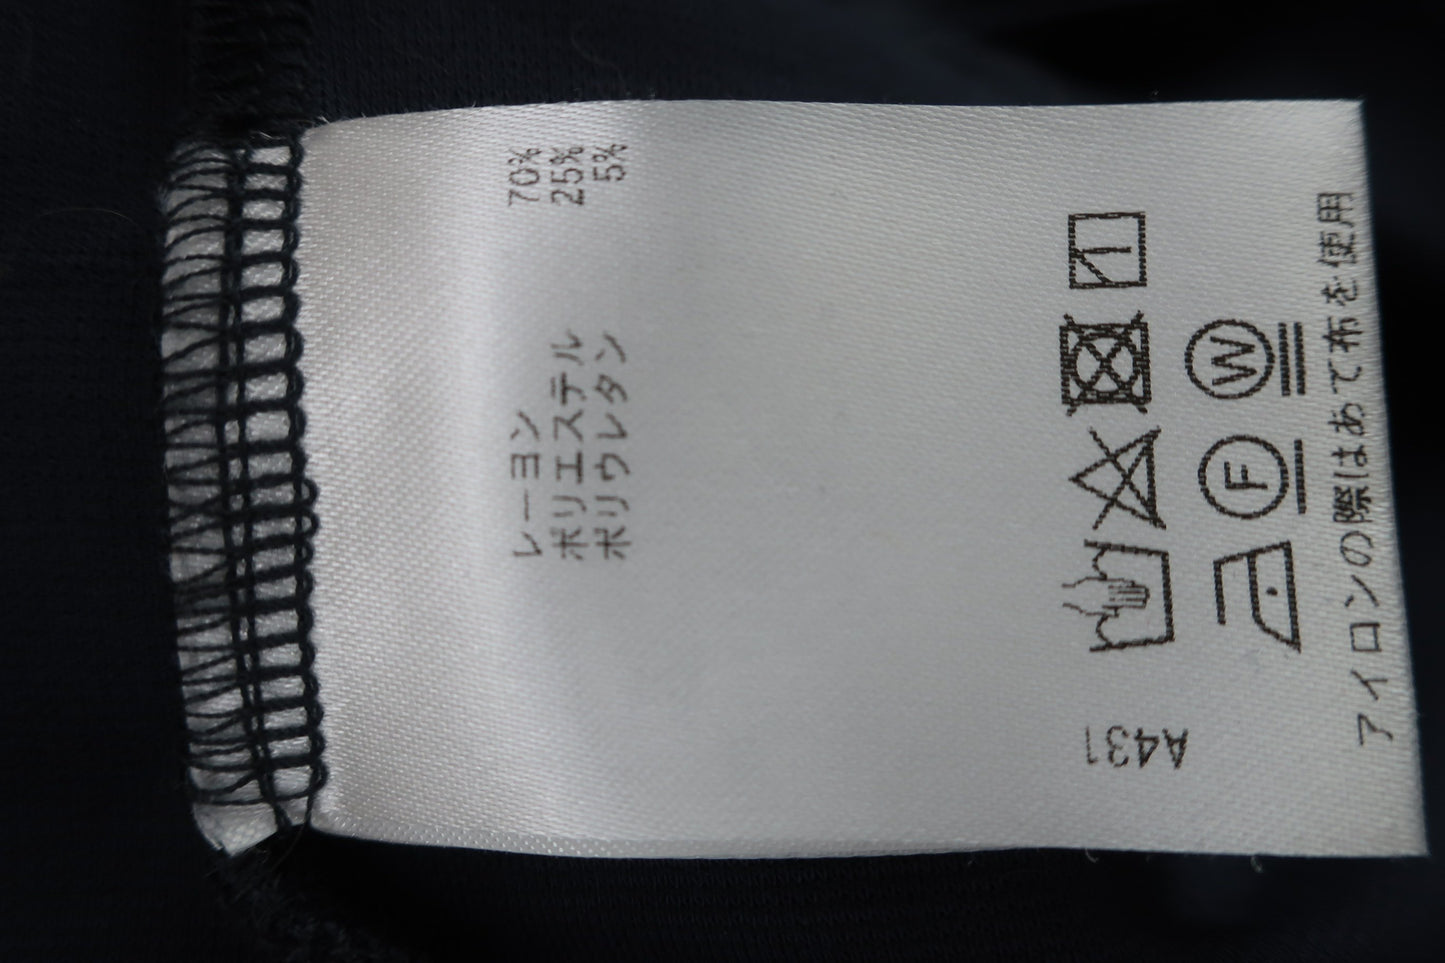 レーヨン 70%
ポリエステル 25%
ポリウレタン 5%
A431
F W
アイロンの際はあて布を使用